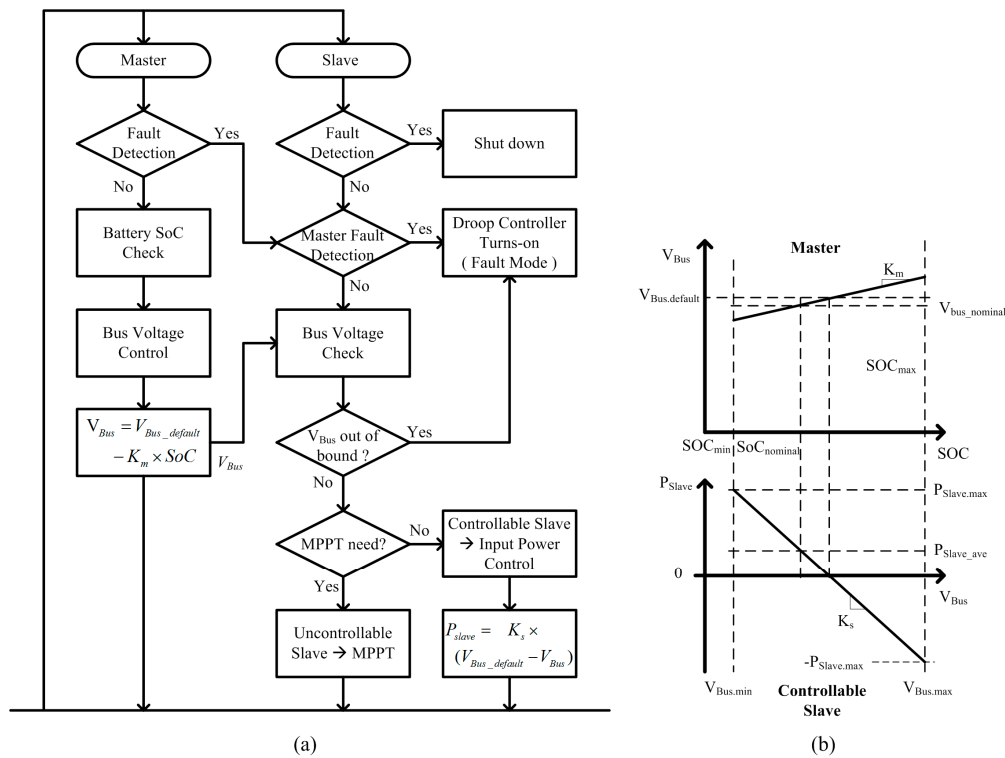 Master
Slave
Fault
Detection
Yes
No
Fault
Detection
Yes
No
Shut down
Battery SoC
Check
Master Fault
Detection
Yes
No
Droop Controller
Turns-on
( Fault Mode )
Bus Voltage
Control
Bus Voltage
Check
V_Bus = V_Bus_default
- K_m × SoC
V_Bus
V_Bus out of
bound ?
Yes
No
MPPT need?
No
Yes
Controllable Slave
→ Input Power
Control
Uncontrollable
Slave → MPPT
P_slave = K_s ×
(V_Bus_default - V_Bus)
(a)
V_Bus
Master
K_m
V_Bus.default
V_bus_nominal
SOC_max
SOC_min
SoC_nominal
SOC
P_Slave
P_Slave.max
P_Slave_ave
0
V_Bus
K_s
-P_Slave.max
V_Bus.min
Controllable
Slave
V_Bus.max
(b)